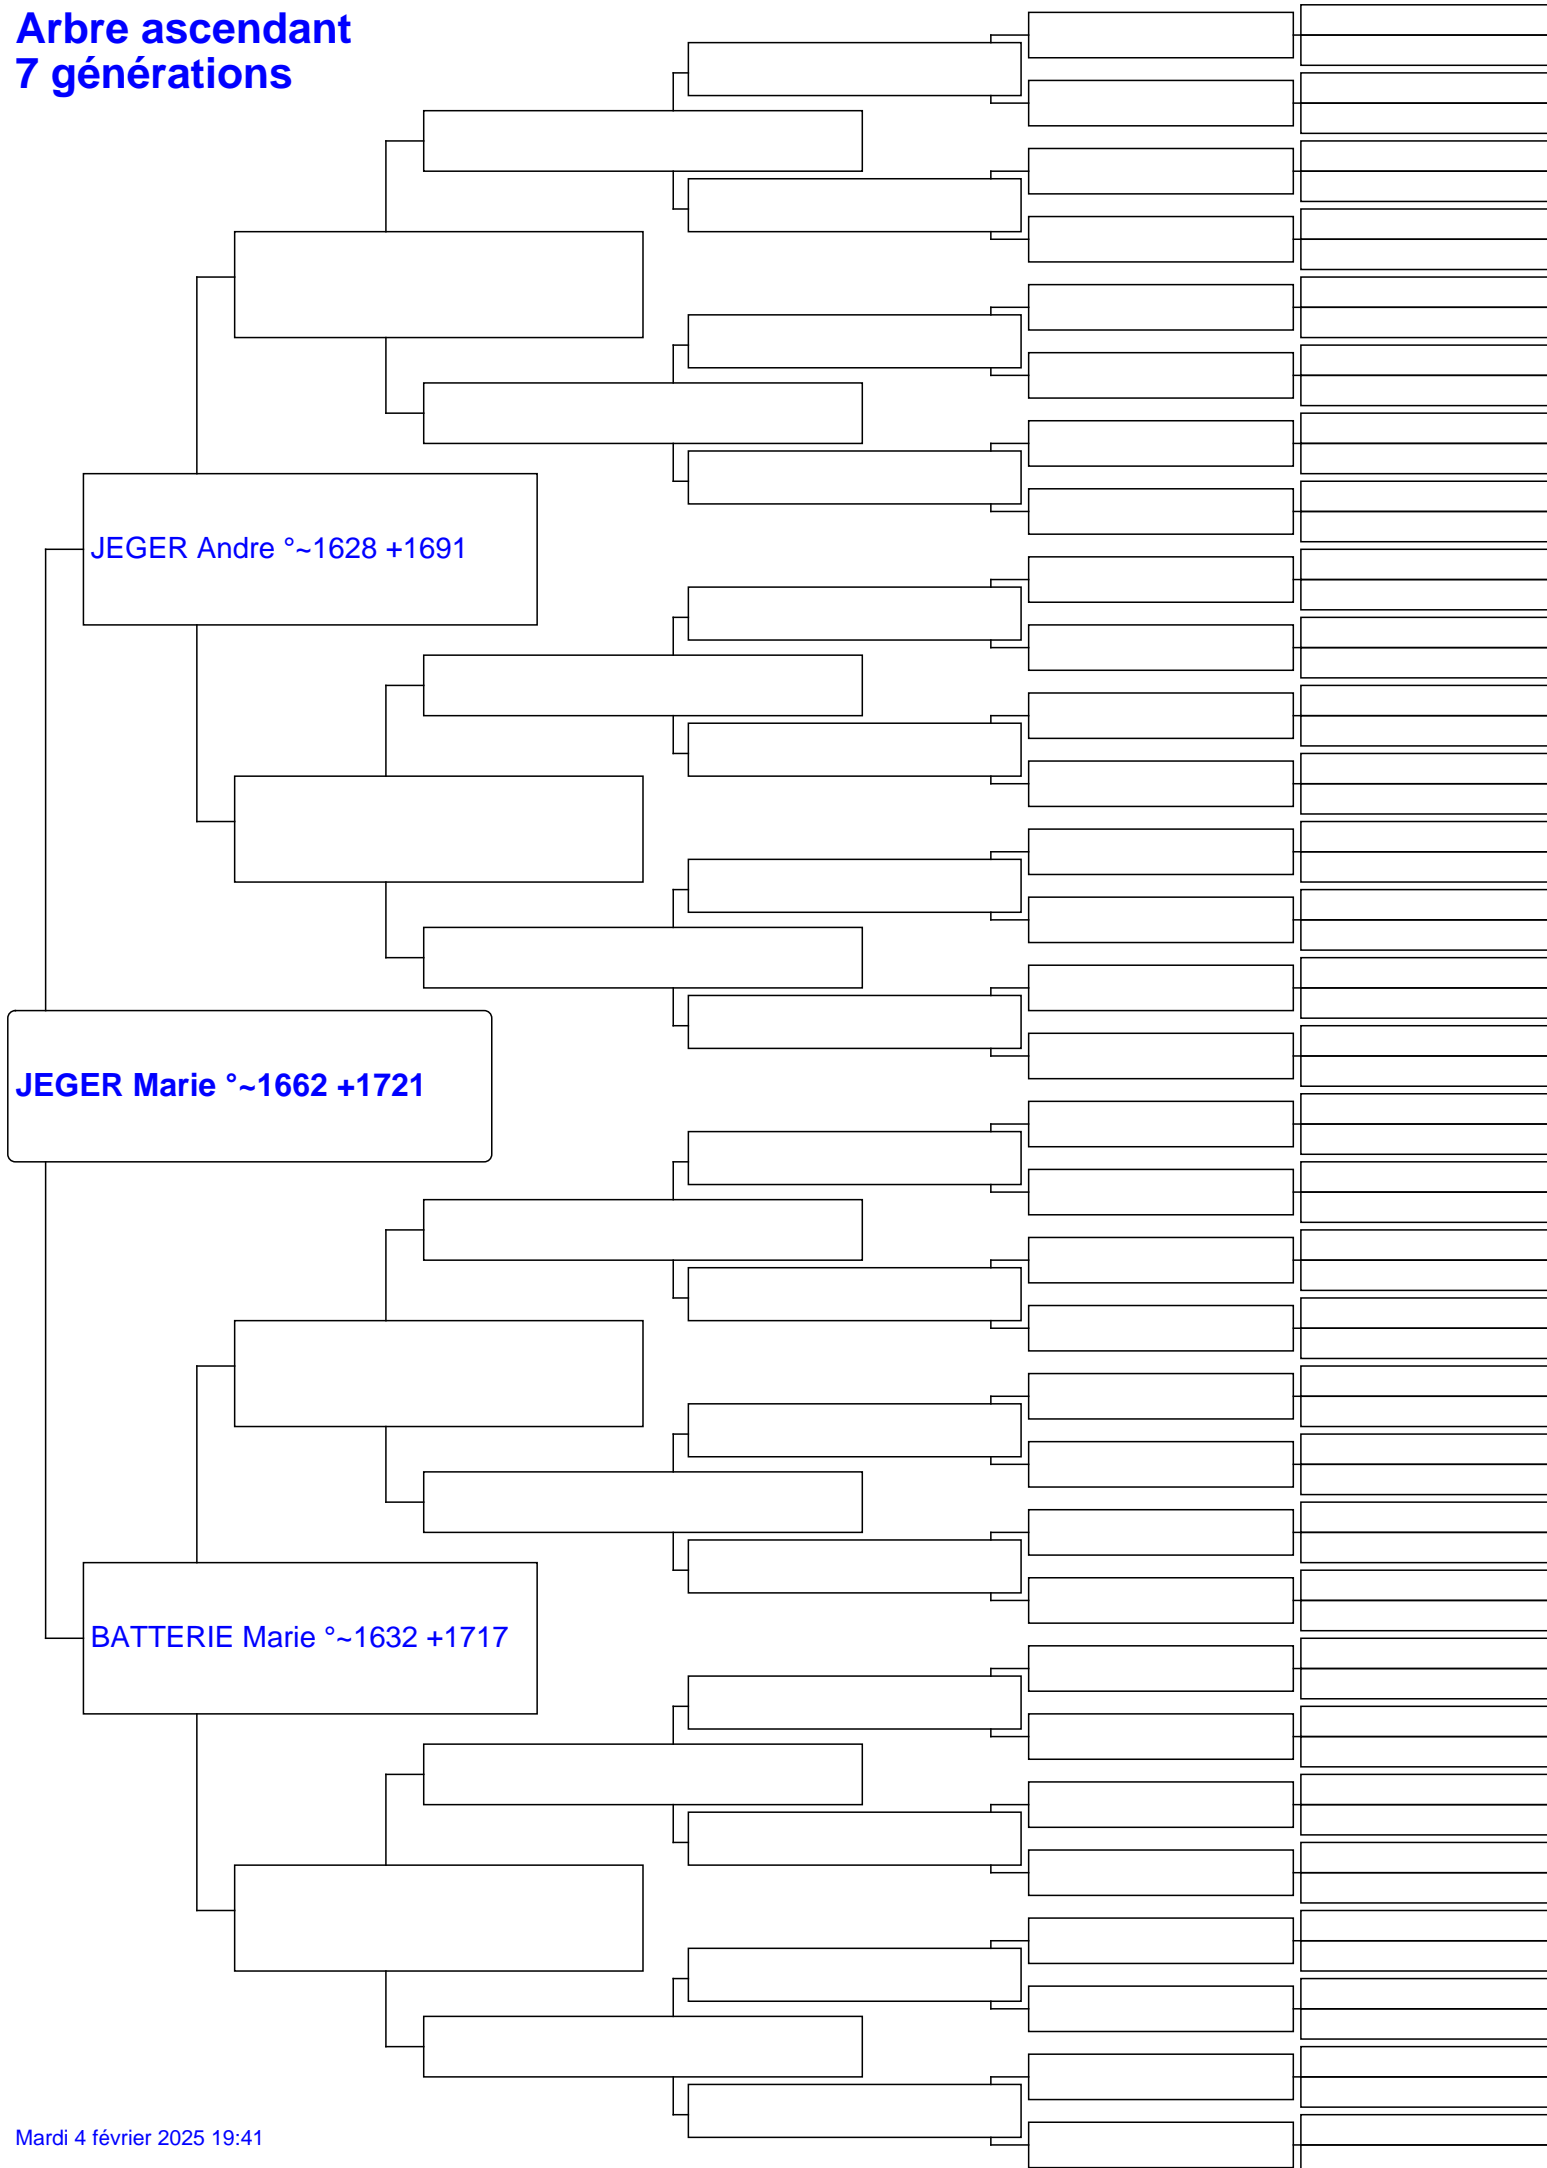 Arbre ascendant
7 générations
JEGER Andre °~1628 +1691
JEGER Marie °~1662 +1721
BATTERIE Marie °~1632 +1717
Mardi 4 février 2025 19:41